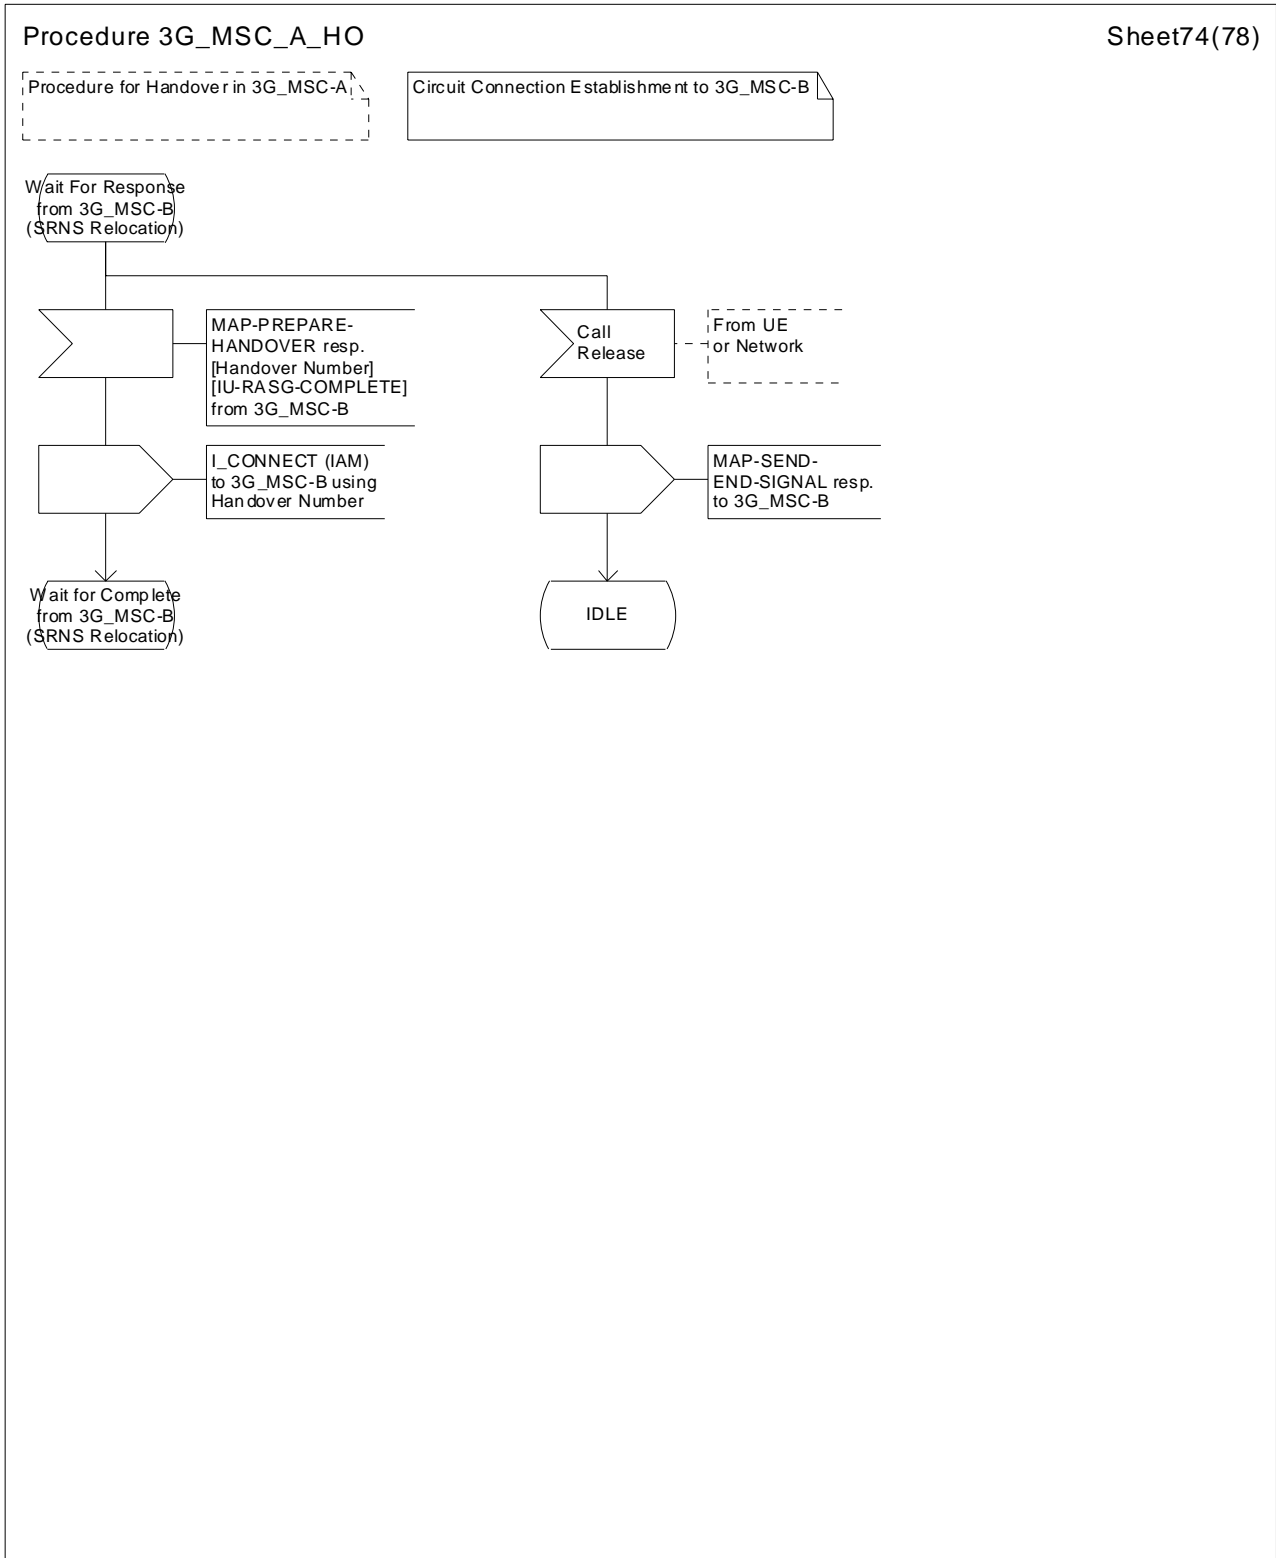 Procedure 3G_MSC_A_HO
Sheet74(78)
Procedure for Handover in 3G_MSC-A
Circuit Connection Establishment to 3G_MSC-B
Wait For Response
from 3G_MSC-B
(SRNS Relocation)
MAP-PREPARE-
HANDOVER resp.
[Handover Number]
[IU-RASG-COMPLETE]
from 3G_MSC-B
Call
Release
From UE
or Network
I_CONNECT (IAM)
to 3G_MSC-B using
Handover Number
MAP-SEND-
END-SIGNAL resp.
to 3G_MSC-B
Wait for Complete
from 3G_MSC-B
(SRNS Relocation)
IDLE